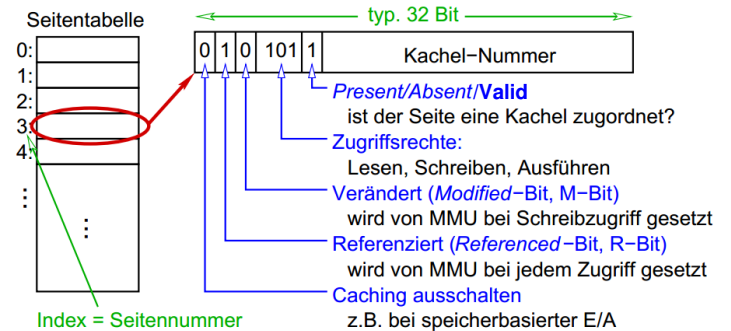 Seitentabelle
typ. 32 Bit
0:
1:
2:
3:
4:
0 1 0 101 1 Kachel-Nummer
Present/Absent/Valid
ist der Seite eine Kachel zugordnet?
Zugriffsrechte:
Lesen, Schreiben, Ausführen
Verändert (Modified-Bit, M-Bit)
wird von MMU bei Schreibzugriff gesetzt
Referenziert (Referenced-Bit, R-Bit)
wird von MMU bei jedem Zugriff gesetzt
Caching ausschalten
z.B. bei speicherbasierter E/A
Index = Seitennummer